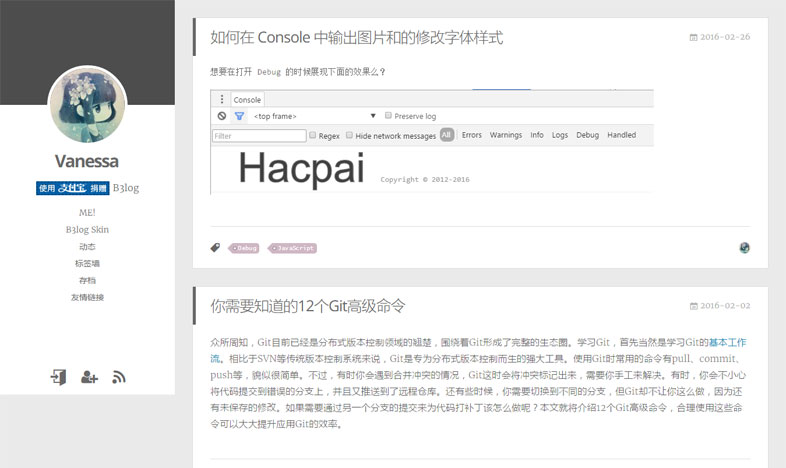 Vanessa
使用 支付宝 捐赠 B3log
ME!
B3log Skin
动态
标签墙
存档
友情链接
如何在 Console 中输出图片和的修改字体样式
2016-02-26
想要在打开 Debug 的时候展现下面的效果么？
Console
<top frame> ▼ Preserve log
Filter Regex Hide network messages All Errors Warnings Info Logs Debug Handled
Hacpai Copyright © 2012-2016
Debug JavaScript
你需要知道的12个Git高级命令
2016-02-02
众所周知，Git目前已经是分布式版本控制领域的翘楚，围绕着Git形成了完整的生态圈。学习Git，首先当然是学习Git的基本工作
流。相比于SVN等传统版本控制系统来说，Git是专为分布式版本控制而生的强大工具。使用Git时常用的命令有pull、commit、
push等，貌似很简单。不过，有时你会遇到合并冲突的情况，Git这时会将冲突标记出来，需要你手工来解决。有时，你会不小心
将代码提交到错误的分支上，并且又推送到了远程仓库。还有些时候，你需要切换到不同的分支，但Git却不让你这么做，因为还
有未保存的修改。如果需要通过另一个分支的提交来为代码打补丁该怎么做呢？本文就将介绍12个Git高级命令，合理使用这些命
令可以大大提升应用Git的效率。